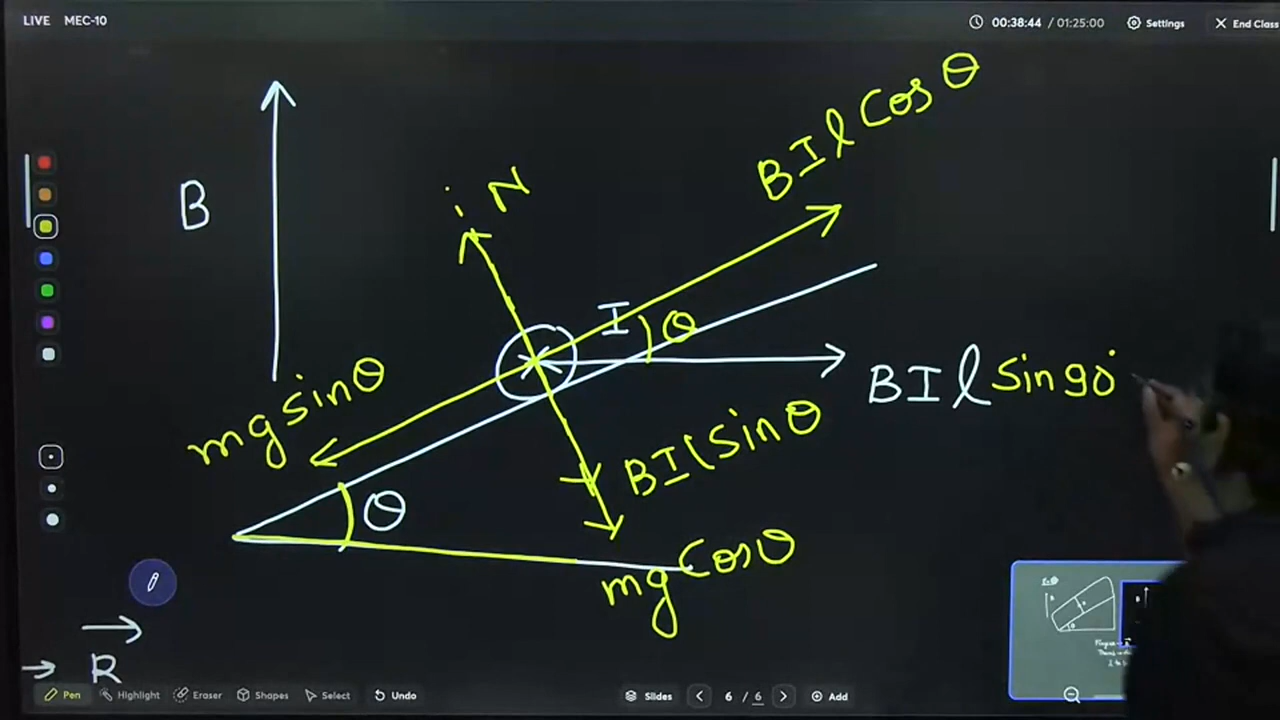 LIVE MEC-10
00:38:44 / 01:25:00 Settings End Class
BIl Cos θ
B
i N
I θ
mg sin θ
BIl Sin 90°
BIl Sin θ
θ
mg Cos θ
R
Pen Highlight Eraser Shapes Select Undo Slides 6 / 6 Add